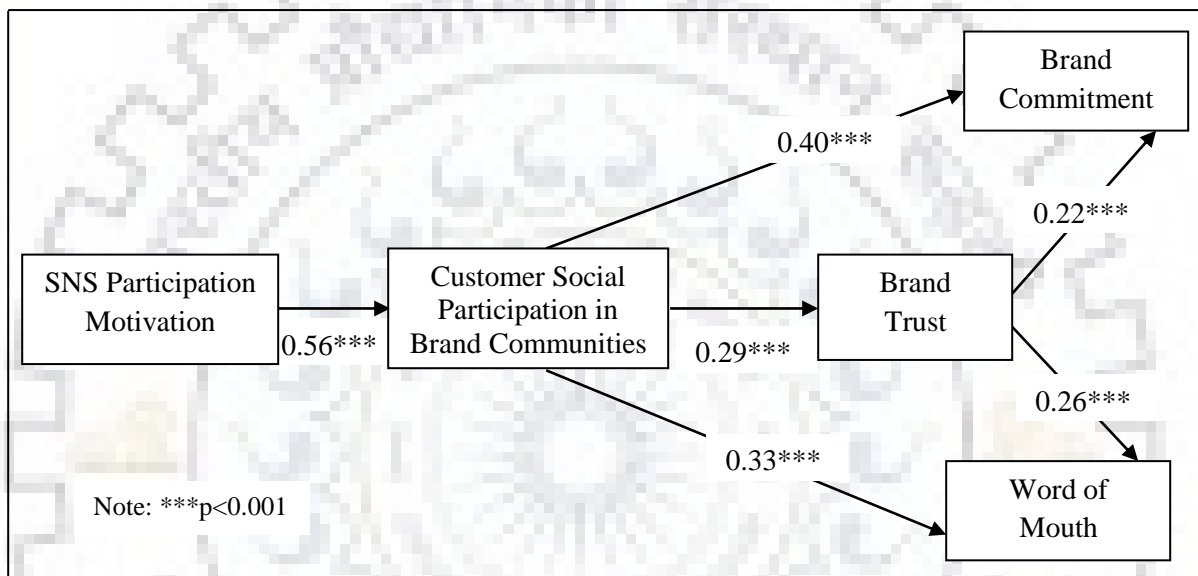 Brand
Commitment
0.40***
0.22***
SNS Participation
Motivation
0.56***
Customer Social
Participation in
Brand Communities
0.29***
Brand
Trust
0.26***
0.33***
Word of
Mouth
Note: ***p<0.001